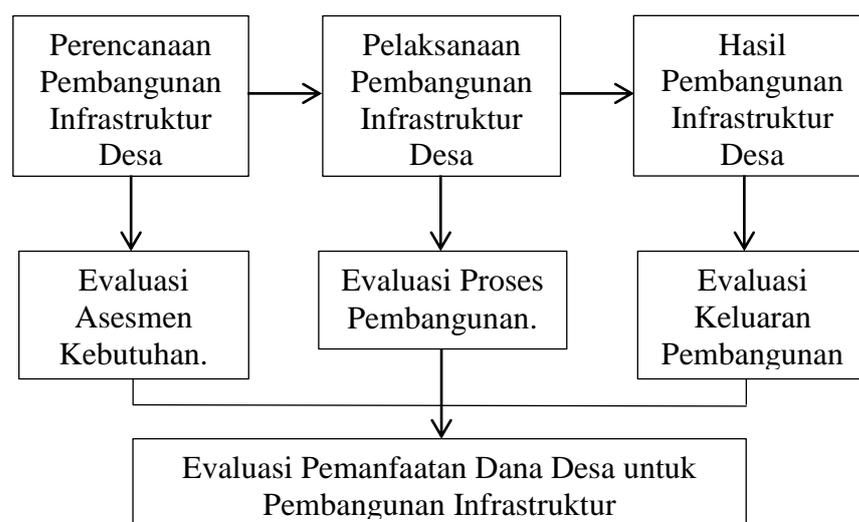 Perencanaan
Pembangunan
Infrastruktur
Desa
Pelaksanaan
Pembangunan
Infrastruktur
Desa
Hasil
Pembangunan
Infrastruktur
Desa
Evaluasi
Asesmen
Kebutuhan.
Evaluasi Proses
Pembangunan.
Evaluasi
Keluaran
Pembangunan
Evaluasi Pemanfaatan Dana Desa untuk
Pembangunan Infrastruktur